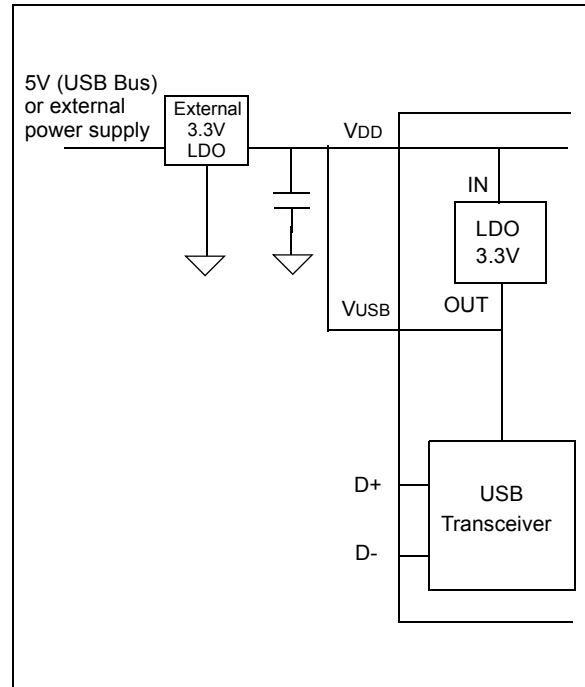 5V (USB Bus)
or external
power supply
External
3.3V
LDO
VDD
IN
LDO
3.3V
VUSB
OUT
D+
USB
Transceiver
D-